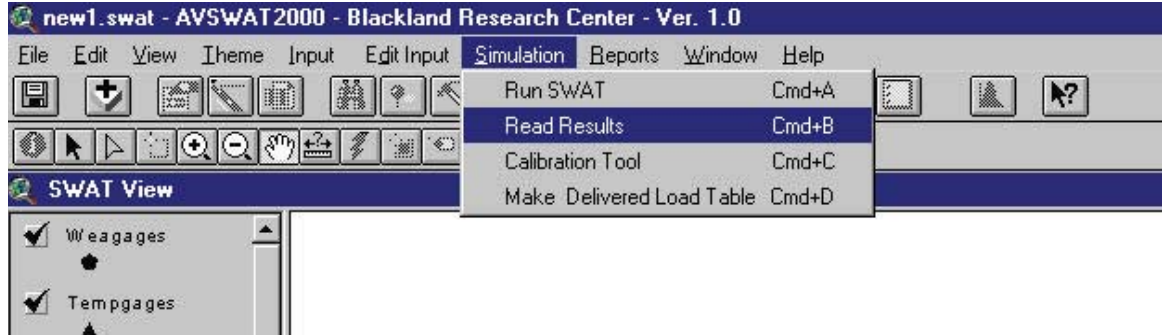 new1.swat - AVSWAT2000 - Blackland Research Center - Ver. 1.0
File Edit View Theme Input Edit Input Simulation Reports Window Help
Run SWAT Cmd+A
Read Results Cmd+B
Calibration Tool Cmd+C
Make Delivered Load Table Cmd+D
SWAT View
Weagages
Tempgages